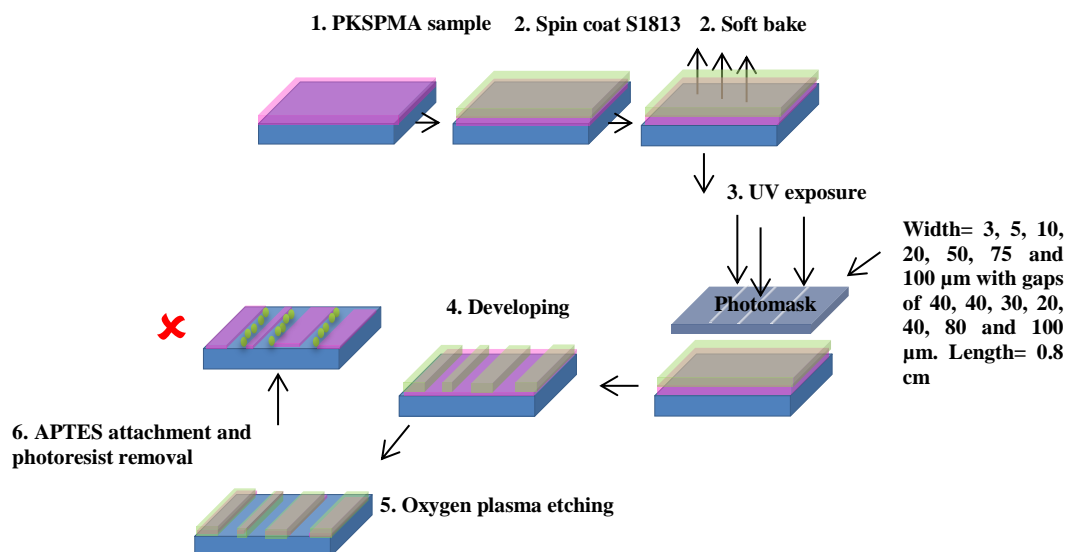 1. PKSPMA sample
2. Spin coat S1813
2. Soft bake
3. UV exposure
Width= 3, 5, 10,
20, 50, 75 and
100 µm with gaps
of 40, 40, 30, 20,
40, 80 and 100
µm. Length= 0.8
cm
Photomask
4. Developing
6. APTES attachment and
photoresist removal
5. Oxygen plasma etching